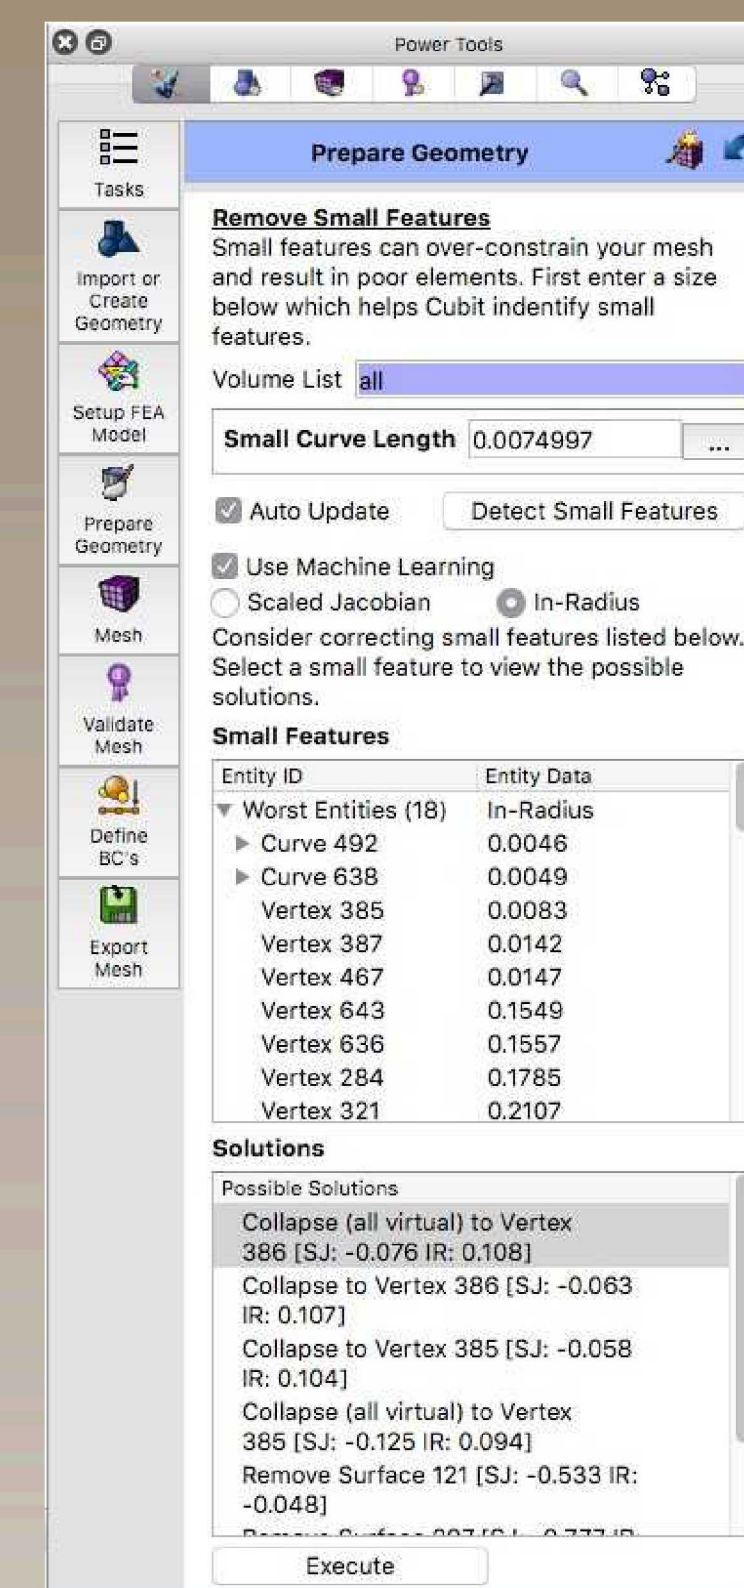 Power Tools
Tasks
Import or
Create
Geometry
Setup FEA
Model
Prepare
Geometry
Mesh
Validate
Mesh
Define
BC's
Export
Mesh
Prepare Geometry
Remove Small Features
Small features can over-constrain your mesh
and result in poor elements. First enter a size
below which helps Cubit indentify small
features.
Volume List all
Small Curve Length 0.0074997 ...
Auto Update Detect Small Features
Use Machine Learning
Scaled Jacobian In-Radius
Consider correcting small features listed below.
Select a small feature to view the possible
solutions.
Small Features
Entity ID Entity Data
Worst Entities (18) In-Radius
Curve 492 0.0046
Curve 638 0.0049
Vertex 385 0.0083
Vertex 387 0.0142
Vertex 467 0.0147
Vertex 643 0.1549
Vertex 636 0.1557
Vertex 284 0.1785
Vertex 321 0.2107
Solutions
Possible Solutions
Collapse (all virtual) to Vertex
386 [SJ: -0.076 IR: 0.108]
Collapse to Vertex 386 [SJ: -0.063
IR: 0.107]
Collapse to Vertex 385 [SJ: -0.058
IR: 0.104]
Collapse (all virtual) to Vertex
385 [SJ: -0.125 IR: 0.094]
Remove Surface 121 [SJ: -0.533 IR:
-0.048]
Execute